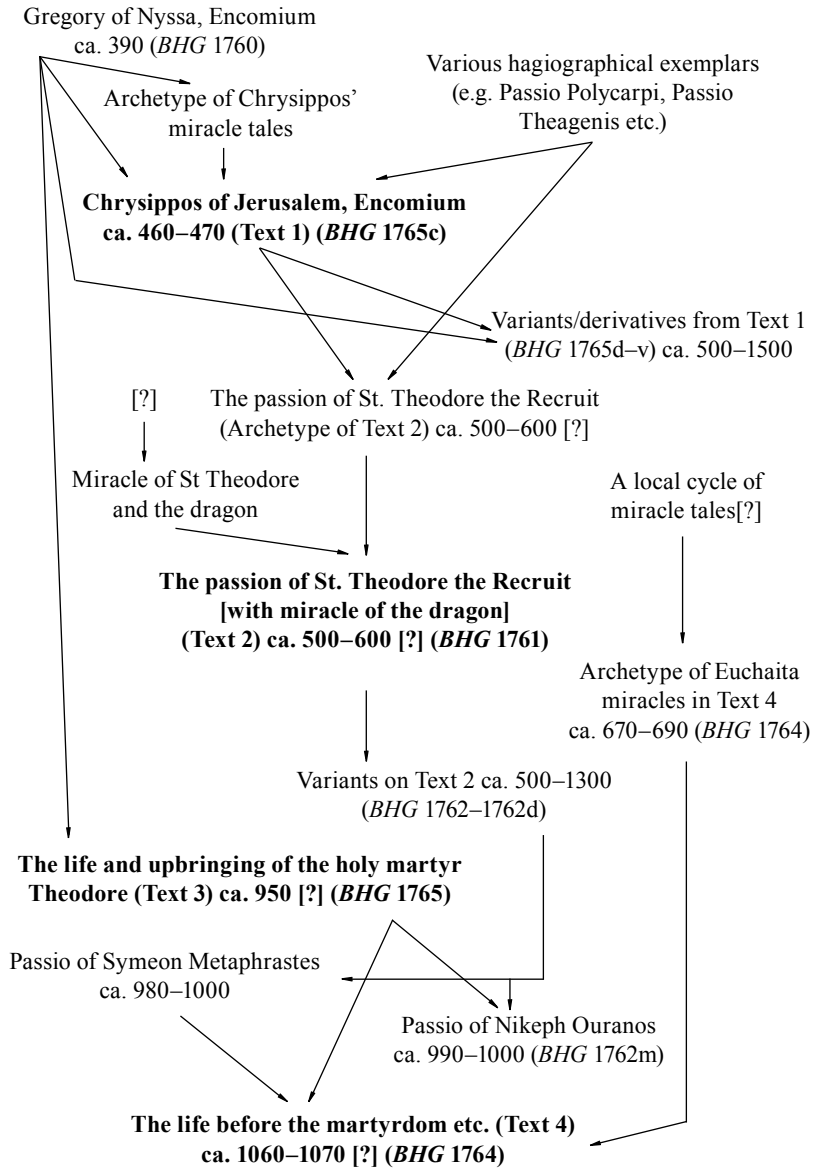 Gregory of Nyssa, Encomium
ca. 390 (BHG 1760)
Various hagiographical exemplars
(e.g. Passio Polycarpi, Passio
Theagenis etc.)
Archetype of Chrysippos’
miracle tales
Chrysippos of Jerusalem, Encomium
ca. 460–470 (Text 1) (BHG 1765c)
Variants/derivatives from Text 1
(BHG 1765d–v) ca. 500–1500
[?]
The passion of St. Theodore the Recruit
(Archetype of Text 2) ca. 500–600 [?]
Miracle of St Theodore
and the dragon
A local cycle of
miracle tales[?]
The passion of St. Theodore the Recruit
[with miracle of the dragon]
(Text 2) ca. 500–600 [?] (BHG 1761)
Archetype of Euchaita
miracles in Text 4
ca. 670–690 (BHG 1764)
Variants on Text 2 ca. 500–1300
(BHG 1762–1762d)
The life and upbringing of the holy martyr
Theodore (Text 3) ca. 950 [?] (BHG 1765)
Passio of Symeon Metaphrastes
ca. 980–1000
Passio of Nikeph Ouranos
ca. 990–1000 (BHG 1762m)
The life before the martyrdom etc. (Text 4)
ca. 1060–1070 [?] (BHG 1764)